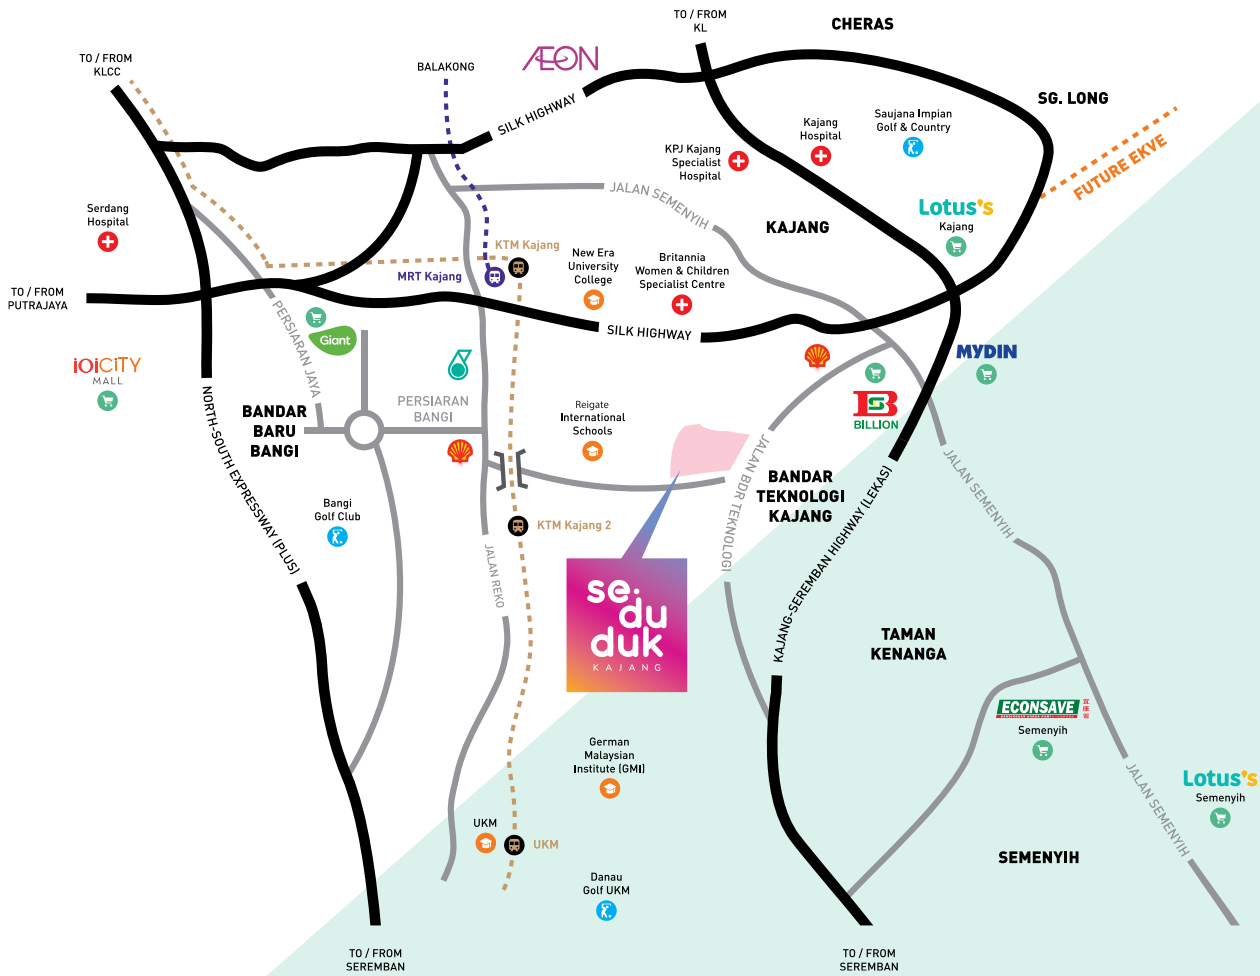 TO / FROM
KL
CHERAS
TO / FROM
KLCC
BALAKONG
ÆON
SILK HIGHWAY
SG. LONG
FUTURE EKVE
Saujana Impian
Golf & Country
Kajang
Hospital
KPJ Kajang
Specialist
Hospital
JALAN SEMENYIH
Lotus's
Kajang
KAJANG
Serdang
Hospital
KTM Kajang
MRT Kajang
New Era
University
College
Britannia
Women & Children
Specialist Centre
TO / FROM
PUTRAJAYA
PERSIARAN JAYA
Giant
SILK HIGHWAY
MYDIN
iOiCiTY
MALL
PERSIARAN
BANGI
BANDAR
BARU
BANGI
Reigate
International
Schools
B
BILLION
NORTH-SOUTH EXPRESSWAY (PLUS)
JALAN BDR TEKNOLOGI
BANDAR
TEKNOLOGI
KAJANG
JALAN SEMENYIH
Bangi
Golf Club
KTM Kajang 2
JALAN REKO
KAJANG-SEREMBAN HIGHWAY (LEKAS)
se.
du
duk
KAJANG
TAMAN
KENANGA
ECONSAVE
宜康省
Semenyih
German
Malaysian
Institute (GMI)
JALAN SEMENYIH
Lotus's
Semenyih
UKM
UKM
SEMENYIH
Danau
Golf UKM
TO / FROM
SEREMBAN
TO / FROM
SEREMBAN